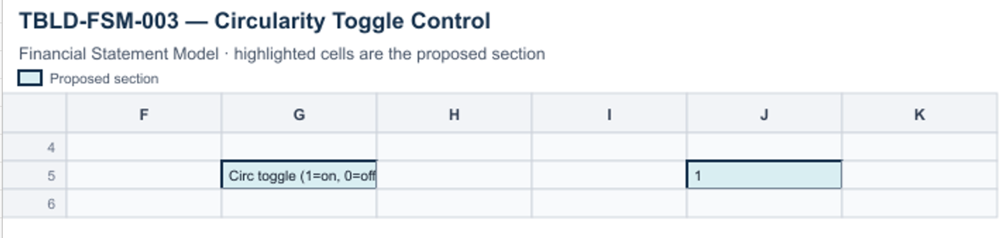 TBLD-FSM-003 — Circularity Toggle Control
Financial Statement Model · highlighted cells are the proposed section
Proposed section
F G H I J K
4
5 Circ toggle (1=on, 0=off 1
6